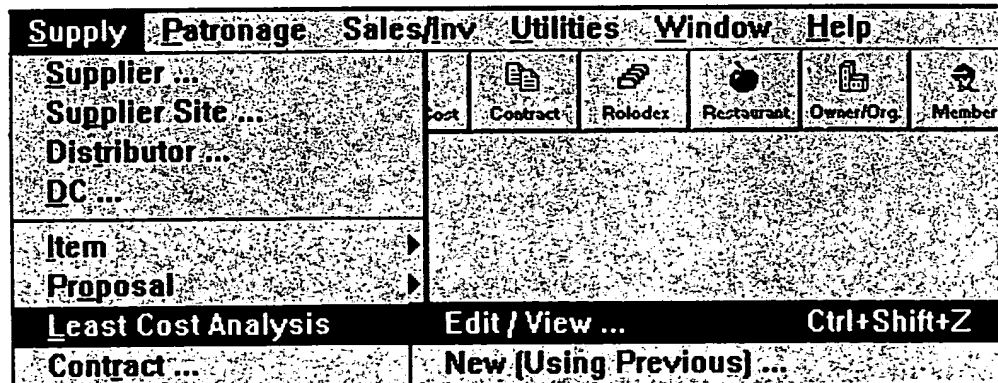 Supply Patronage Sales/Inv Utilities Window Help
Supplier ...
Supplier Site ...
Cost Contract Rolodex Restaurant Owner/Org. Member
Distributor ...
DC ...
Item
Proposal
Least Cost Analysis Edit / View ... Ctrl+Shift+Z
Contract ... New (Using Previous) ...